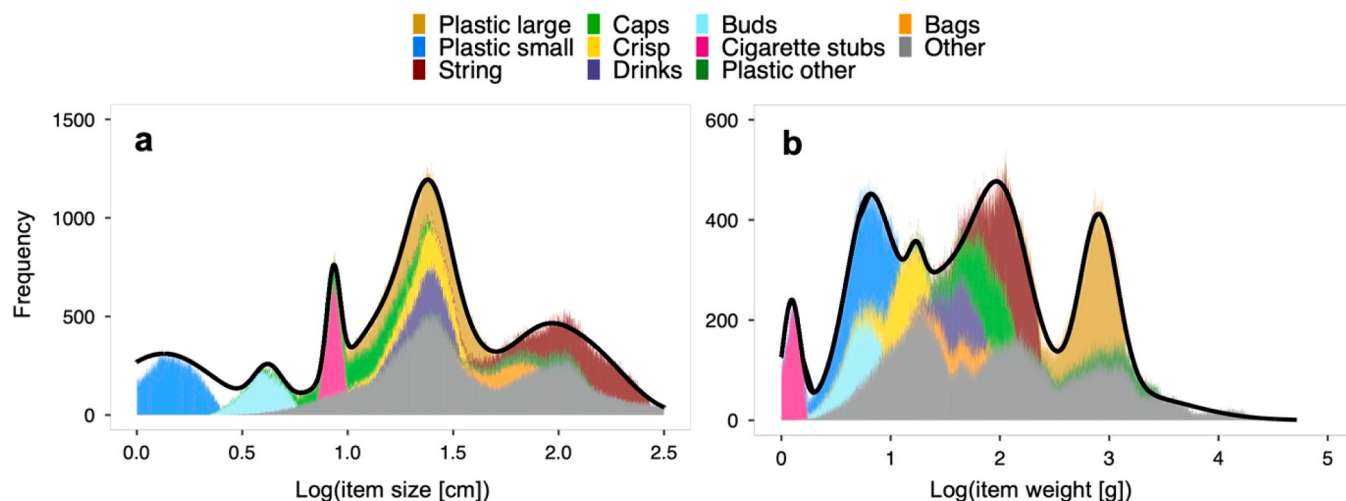 Plastic large Caps Buds Bags
Plastic small Crisp Cigarette stubs Other
String Drinks Plastic other
a
b
Frequency
1500
1000
500
0
600
400
200
0
0.0 0.5 1.0 1.5 2.0 2.5
0 1 2 3 4 5
Log(item size [cm])
Log(item weight [g])